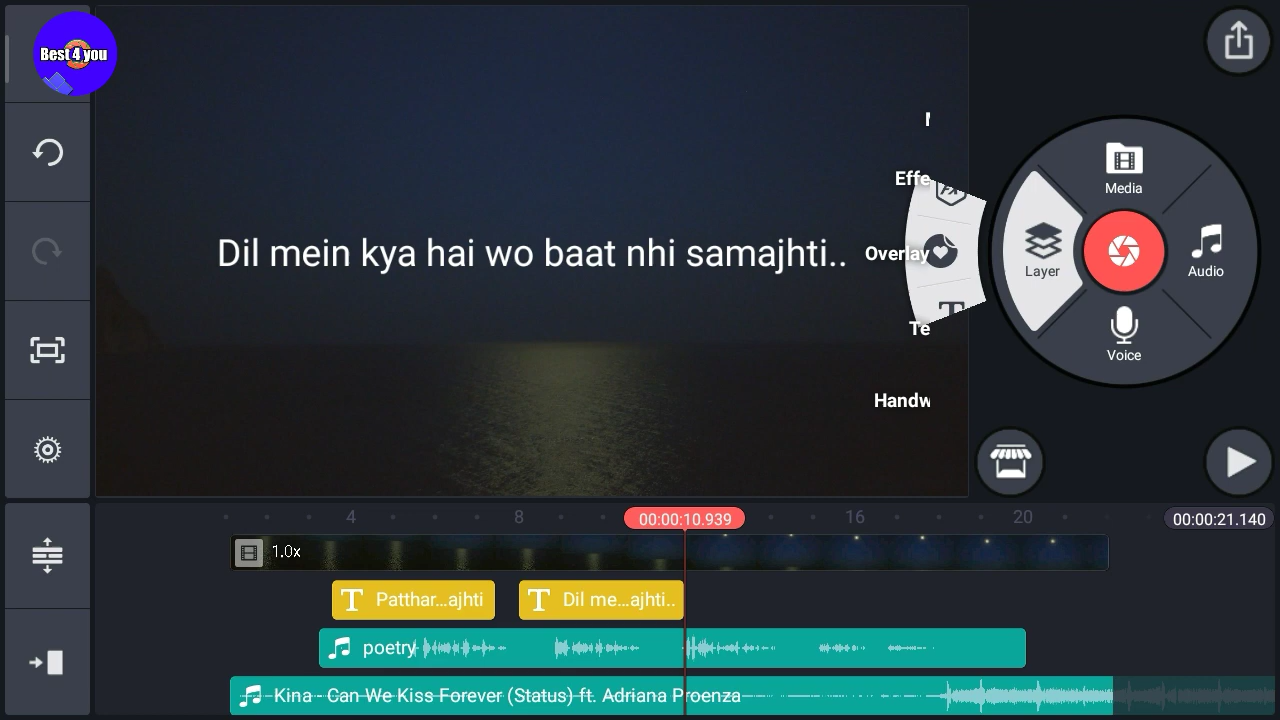 Best 4 you
Effe
Overlay
Te
Handw
Media
Layer
Audio
Voice
Dil mein kya hai wo baat nhi samajhti..
4
8
00:00:10.939
16
20
00:00:21.140
1.0x
T Patthar...ajhti
T Dil me...ajhti..
poetry
Kina - Can We Kiss Forever (Status) ft. Adriana Proenza